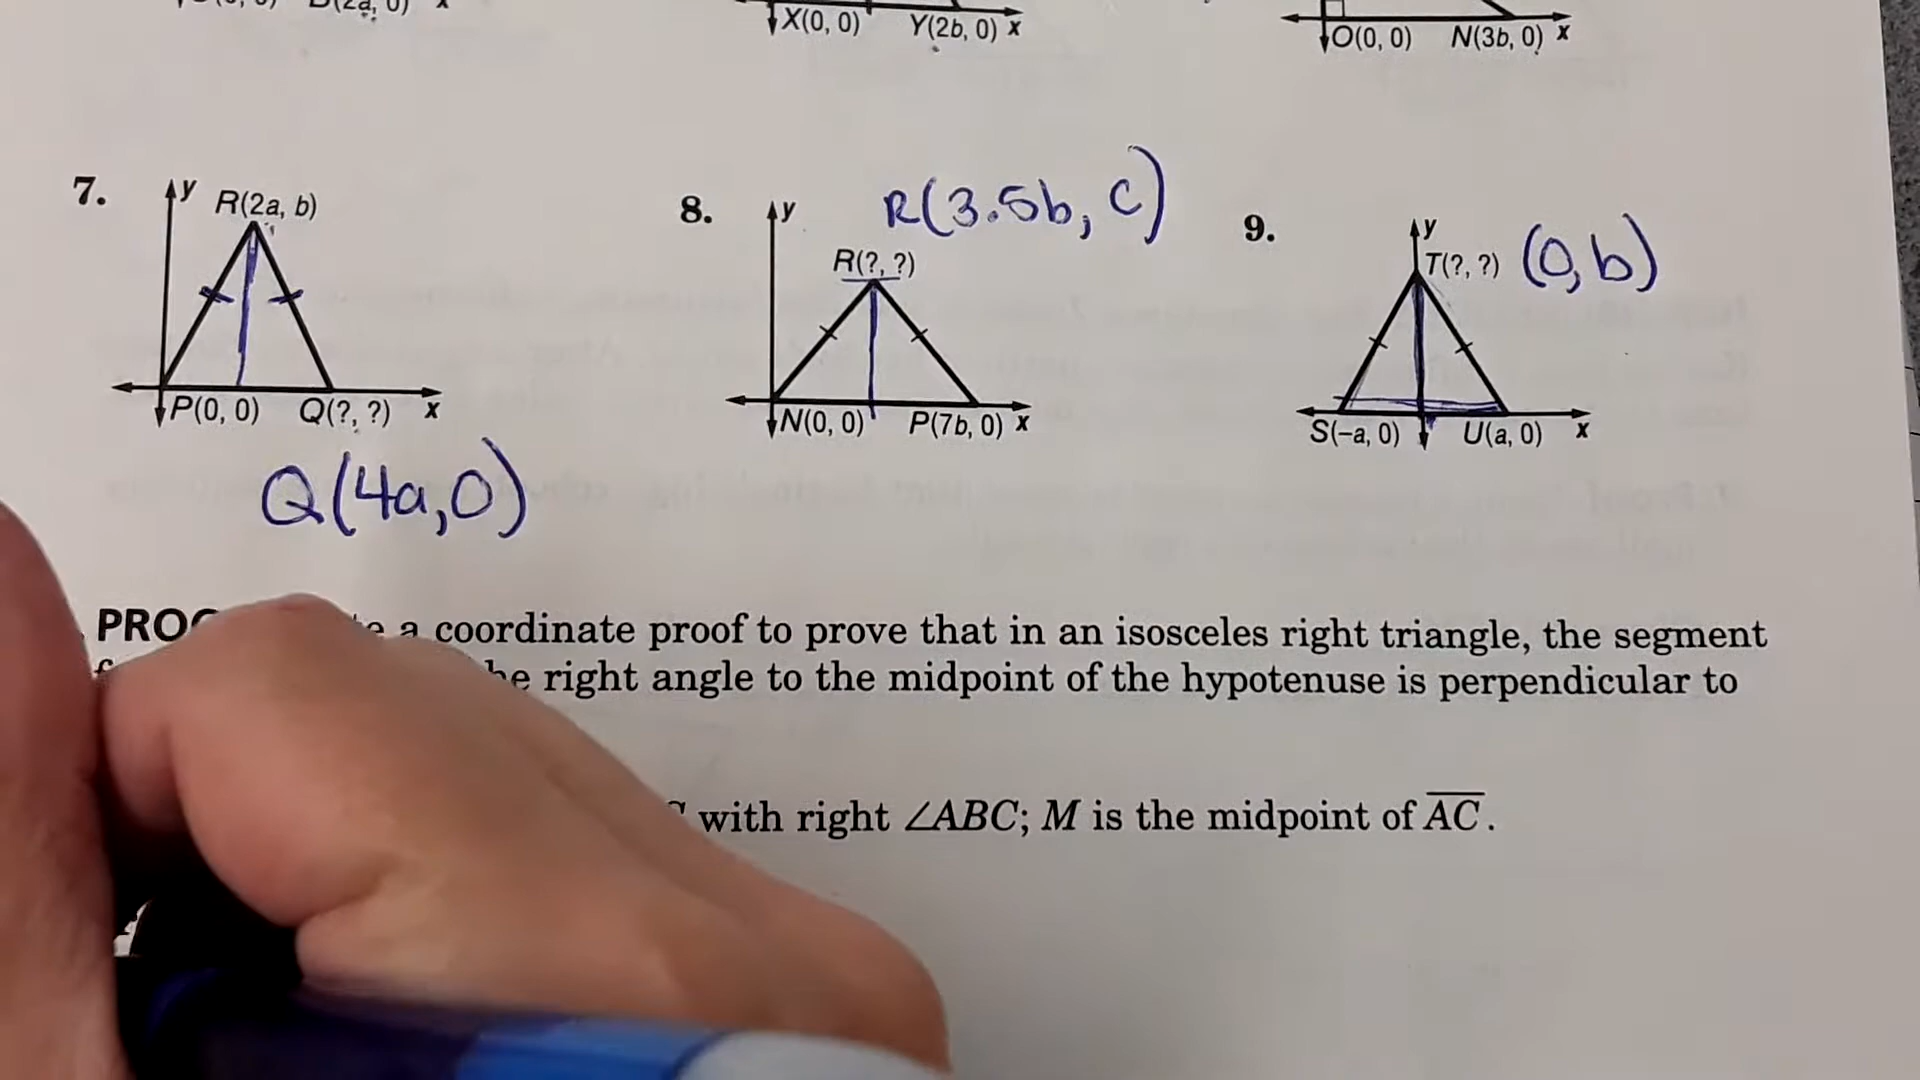 X(0, 0) Y(2b, 0) x
O(0, 0) N(3b, 0) x
7.
y
R(2a, b)
P(0, 0) Q(?, ?) x
Q(4a,0)
8.
y
R(3.5b, C)
R(?, ?)
N(0, 0) P(7b, 0) x
9.
y
T(?, ?) (0,b)
S(–a, 0) U(a, 0) x
a coordinate proof to prove that in an isosceles right triangle, the segment
right angle to the midpoint of the hypotenuse is perpendicular to
with right ∠ABC; M is the midpoint of AC.